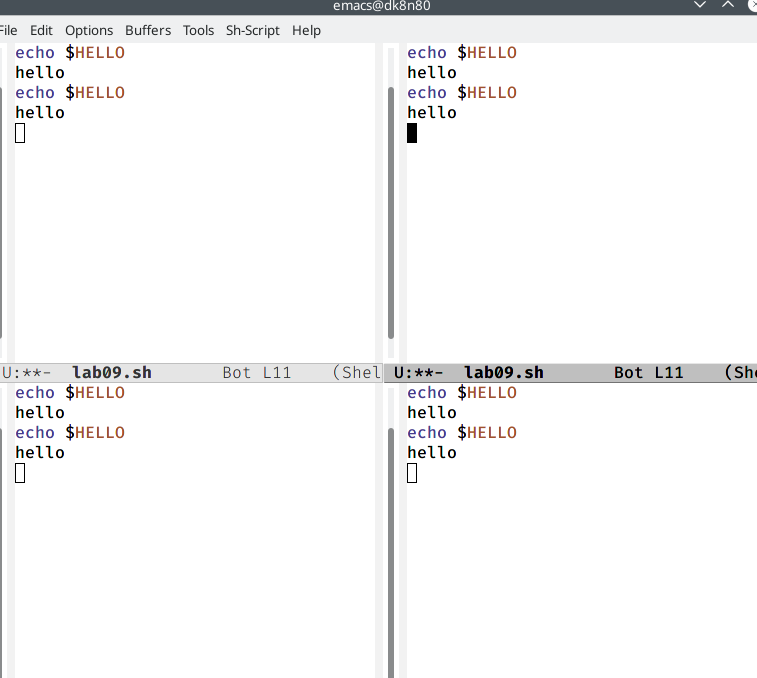 emacs@dk8n80
File Edit Options Buffers Tools Sh-Script Help
echo $HELLO
hello
echo $HELLO
hello
U:**-  lab09.sh       Bot L11    (Shel
echo $HELLO
hello
echo $HELLO
hello
U:**-  lab09.sh       Bot L11    (She
echo $HELLO
hello
echo $HELLO
hello
echo $HELLO
hello
echo $HELLO
hello